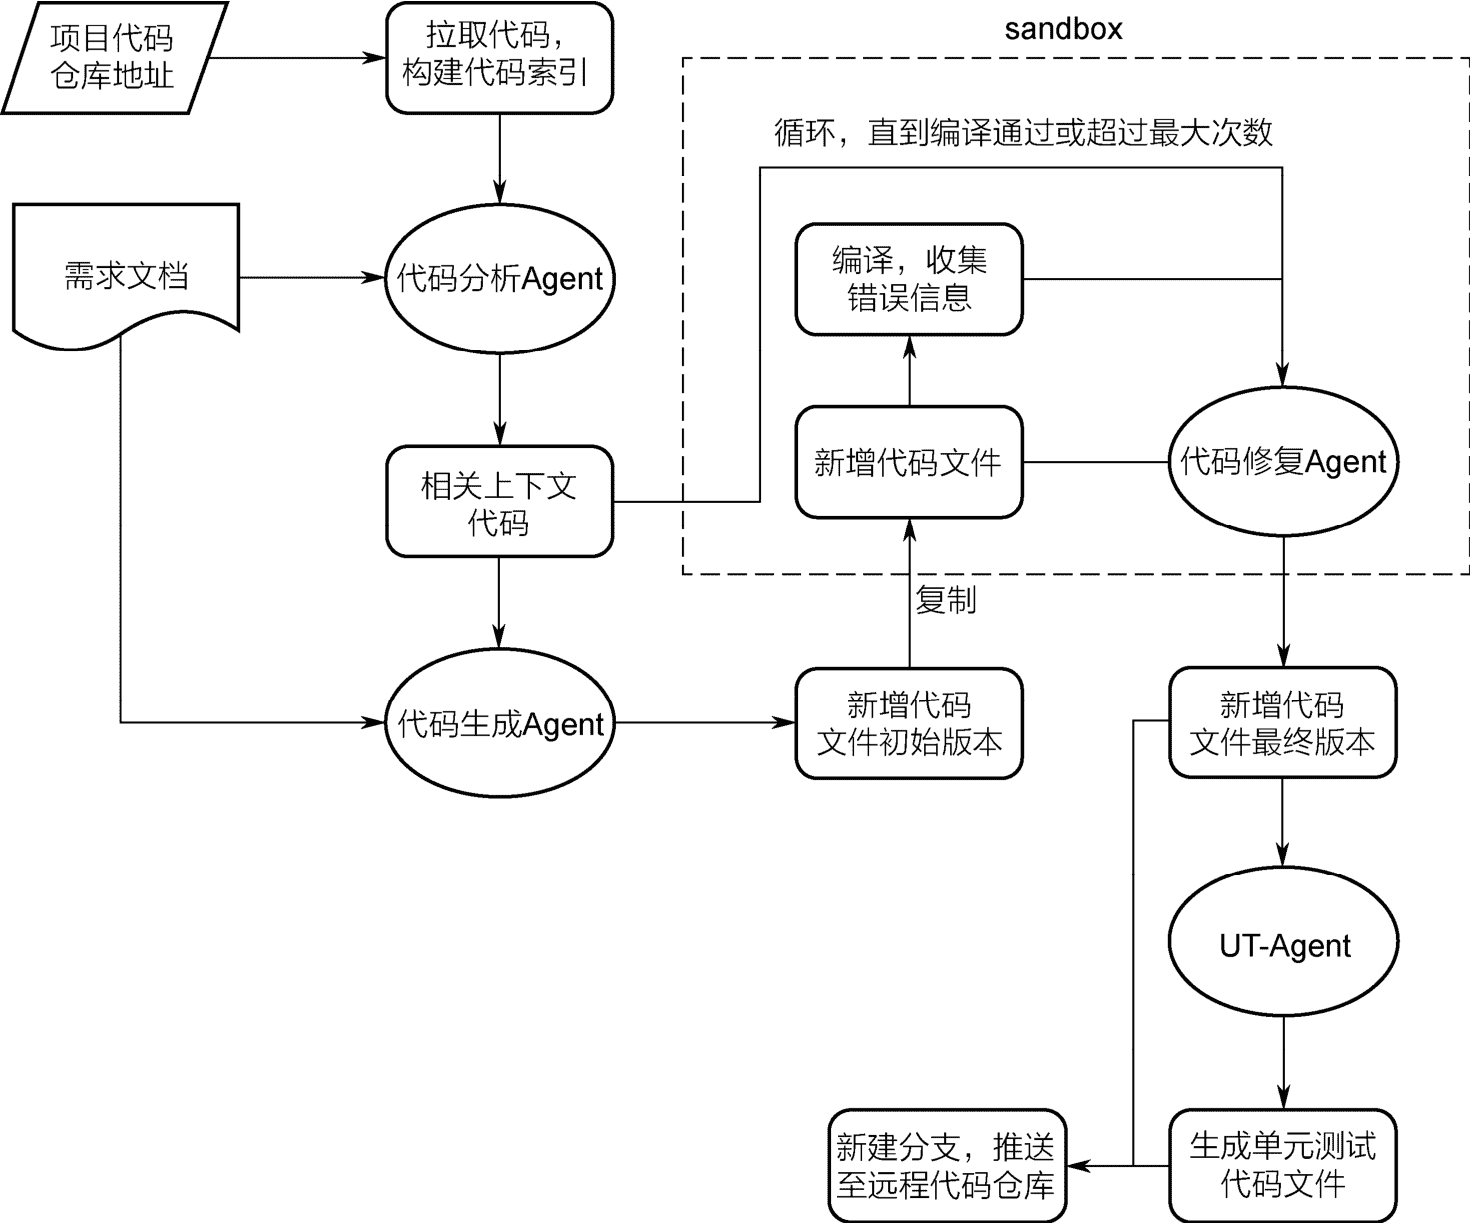 项目代码
仓库地址
拉取代码，
构建代码索引
sandbox
循环，直到编译通过或超过最大次数
需求文档
代码分析Agent
编译，收集
错误信息
相关上下文
代码
新增代码文件
代码修复Agent
复制
代码生成Agent
新增代码
文件初始版本
新增代码
文件最终版本
UT-Agent
新建分支，推送
至远程代码仓库
生成单元测试
代码文件